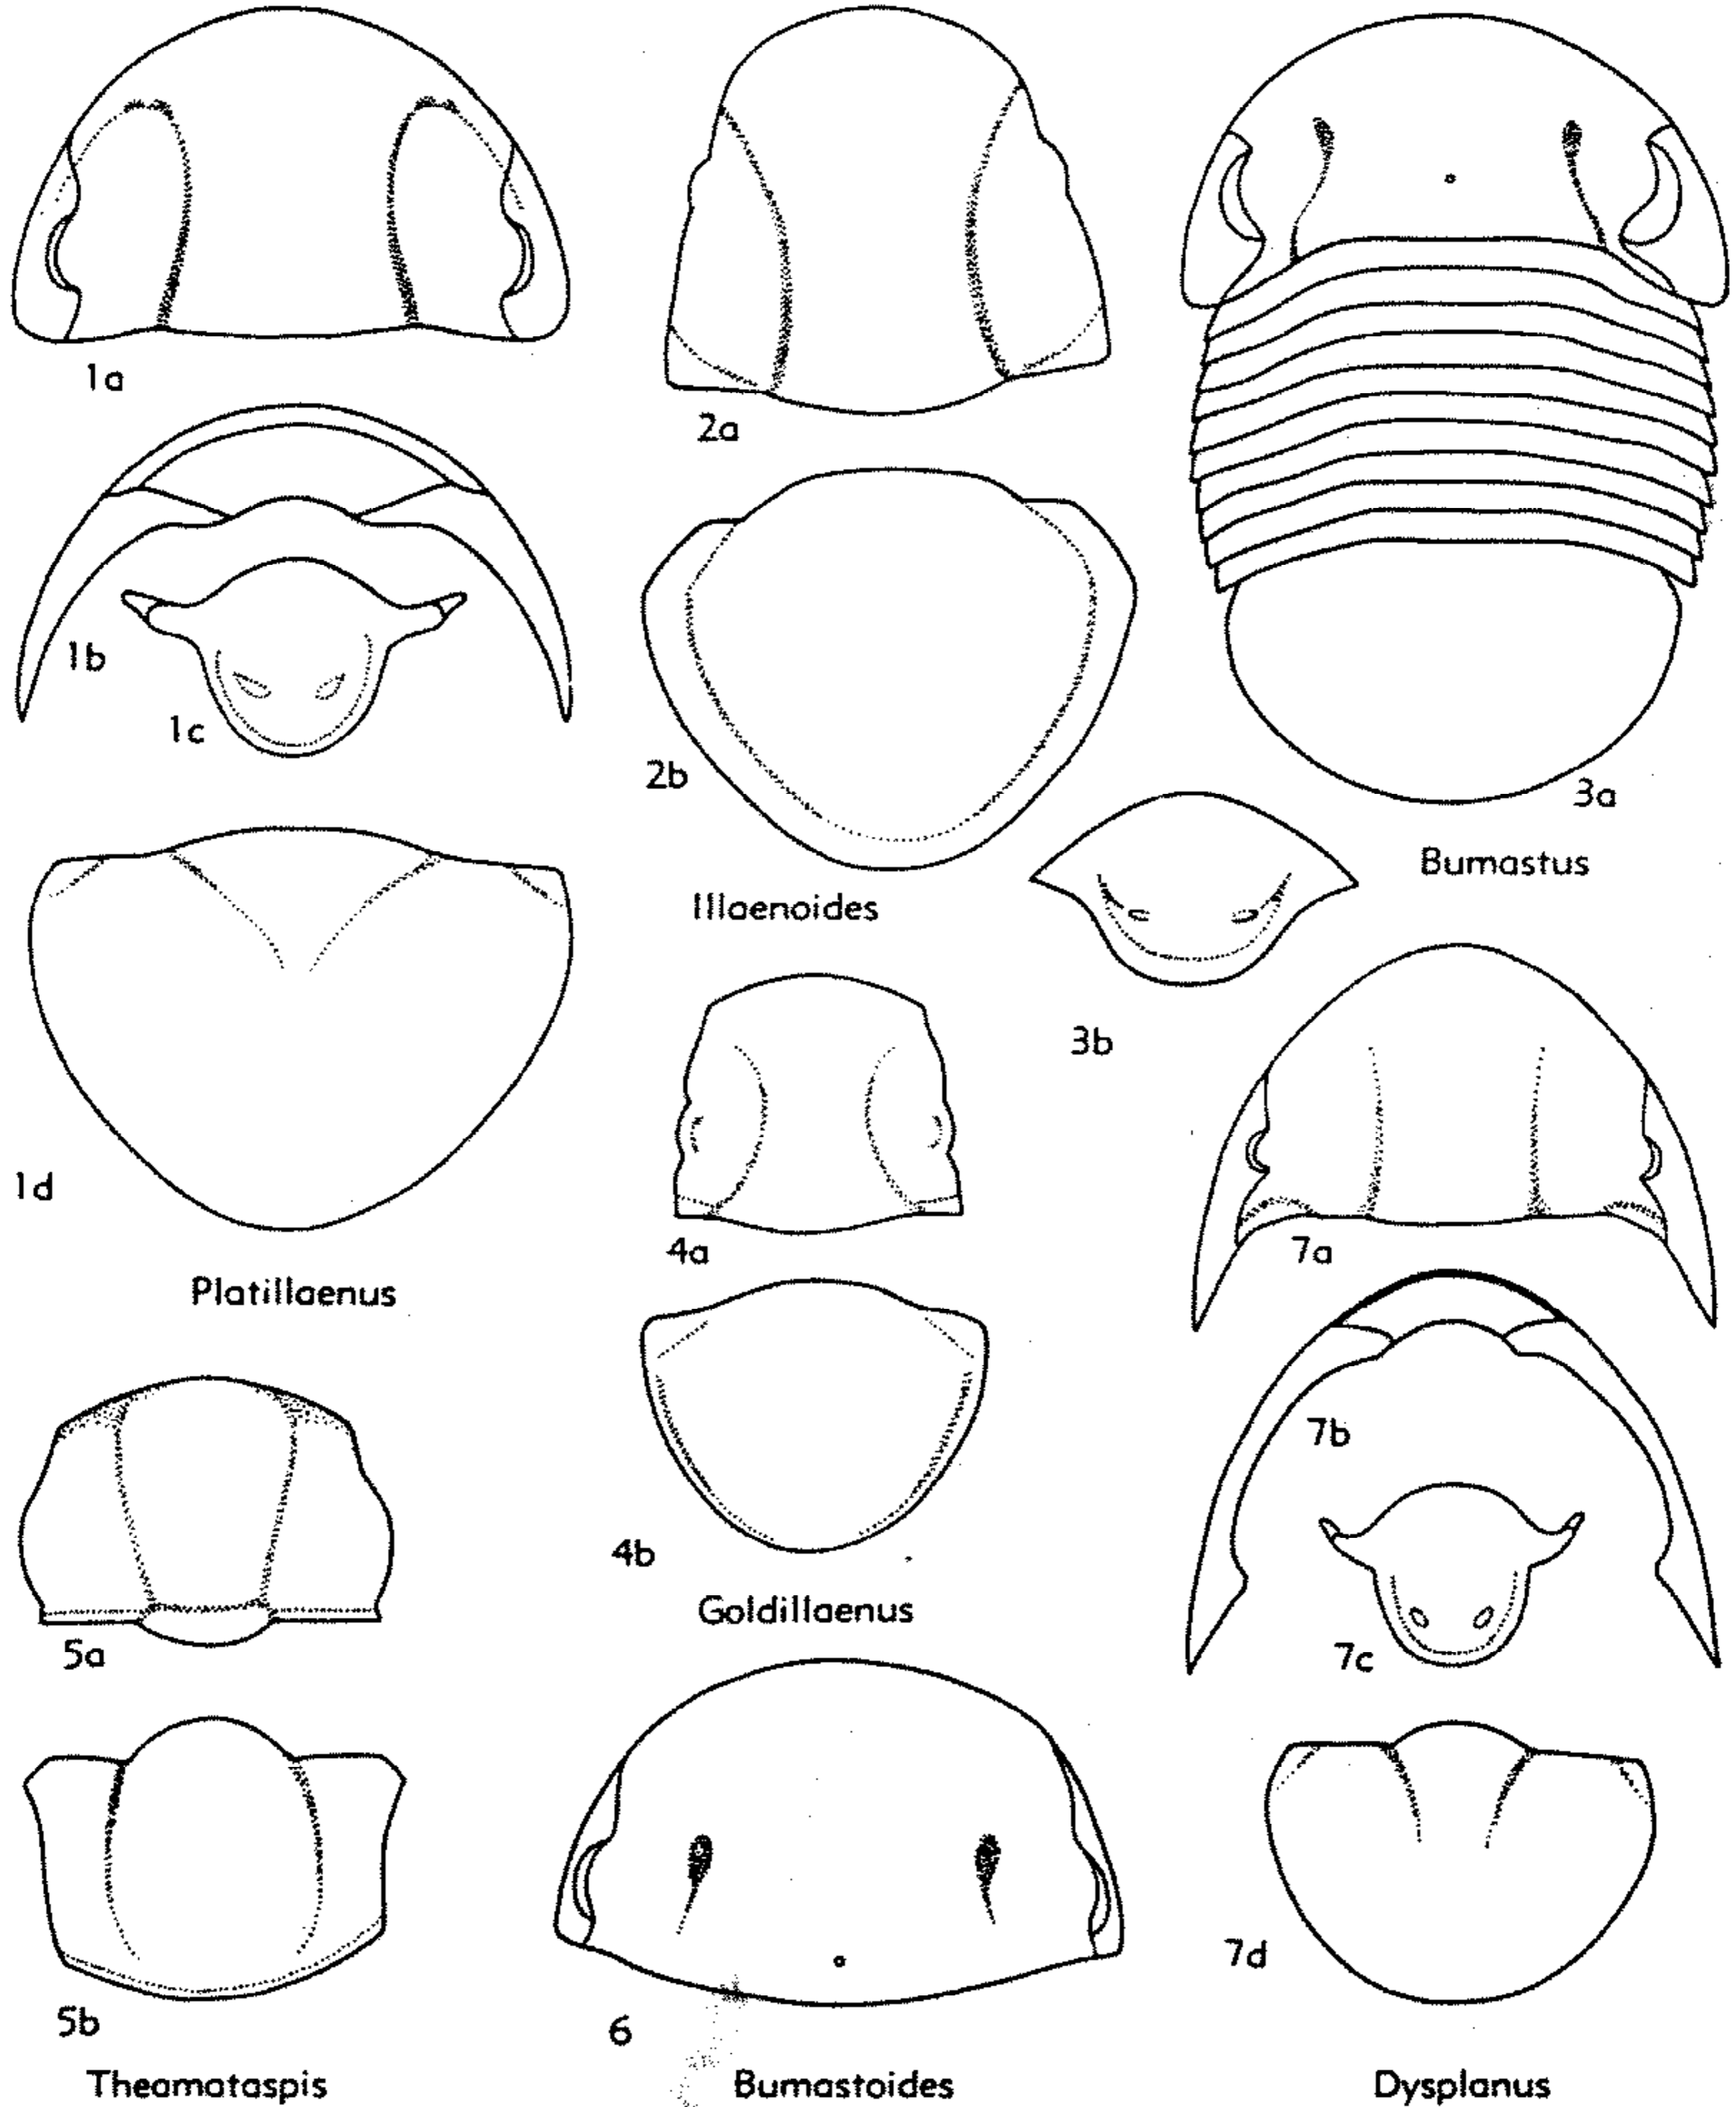 1a
2a
1b
1c
2b
3a
Bumastus
Illaenoides
3b
1d
4a
7a
Platillaenus
7b
4b
Goldillaenus
5a
7c
7d
5b
6
Theamataspis
Bumastoides
Dysplanus